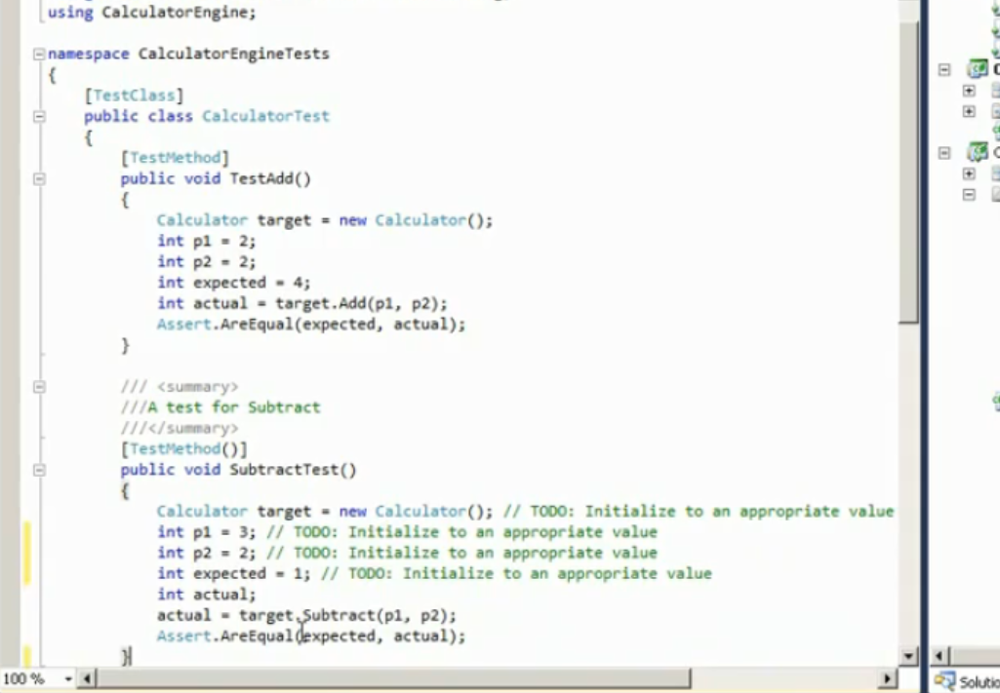 using CalculatorEngine;
namespace CalculatorEngineTests
{
    [TestClass]
    public class CalculatorTest
    {
        [TestMethod]
        public void TestAdd()
        {
            Calculator target = new Calculator();
            int p1 = 2;
            int p2 = 2;
            int expected = 4;
            int actual = target.Add(p1, p2);
            Assert.AreEqual(expected, actual);
        }
        /// <summary>
        ///A test for Subtract
        ///</summary>
        [TestMethod()]
        public void SubtractTest()
        {
            Calculator target = new Calculator(); // TODO: Initialize to an appropriate value
            int p1 = 3; // TODO: Initialize to an appropriate value
            int p2 = 2; // TODO: Initialize to an appropriate value
            int expected = 1; // TODO: Initialize to an appropriate value
            int actual;
            actual = target.Subtract(p1, p2);
            Assert.AreEqual(expected, actual);
        }
100 %